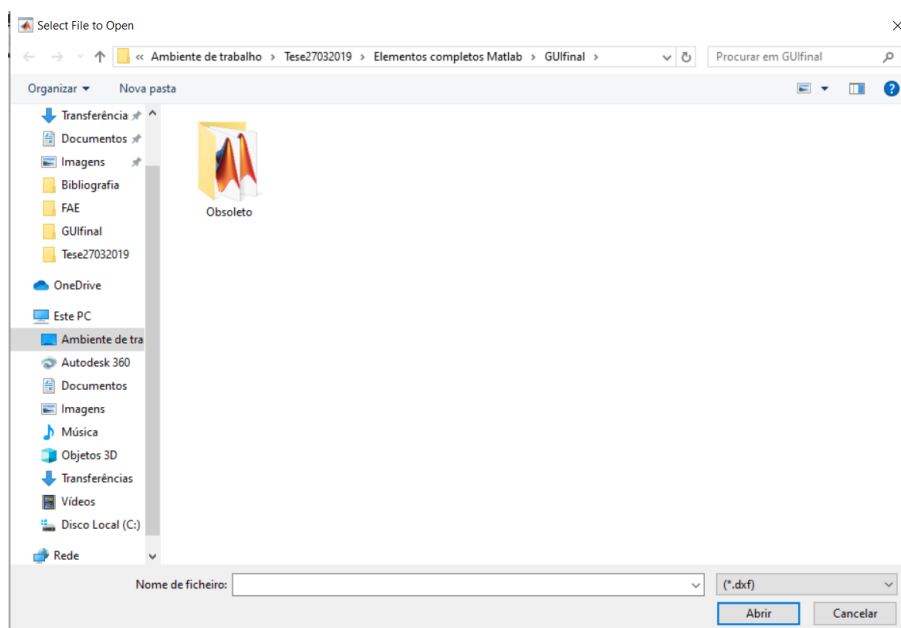 Select File to Open
« Ambiente de trabalho > Tese27032019 > Elementos completos Matlab > GUIfinal >
Procurar em GUIfinal
Organizar
Nova pasta
Transferência
Documentos
Imagens
Bibliografia
FAE
GUIfinal
Tese27032019
OneDrive
Este PC
Ambiente de tra
Autodesk 360
Documentos
Imagens
Música
Objetos 3D
Transferências
Vídeos
Disco Local (C:)
Rede
Obsoleto
Nome de ficheiro:
(*.dxf)
Abrir
Cancelar